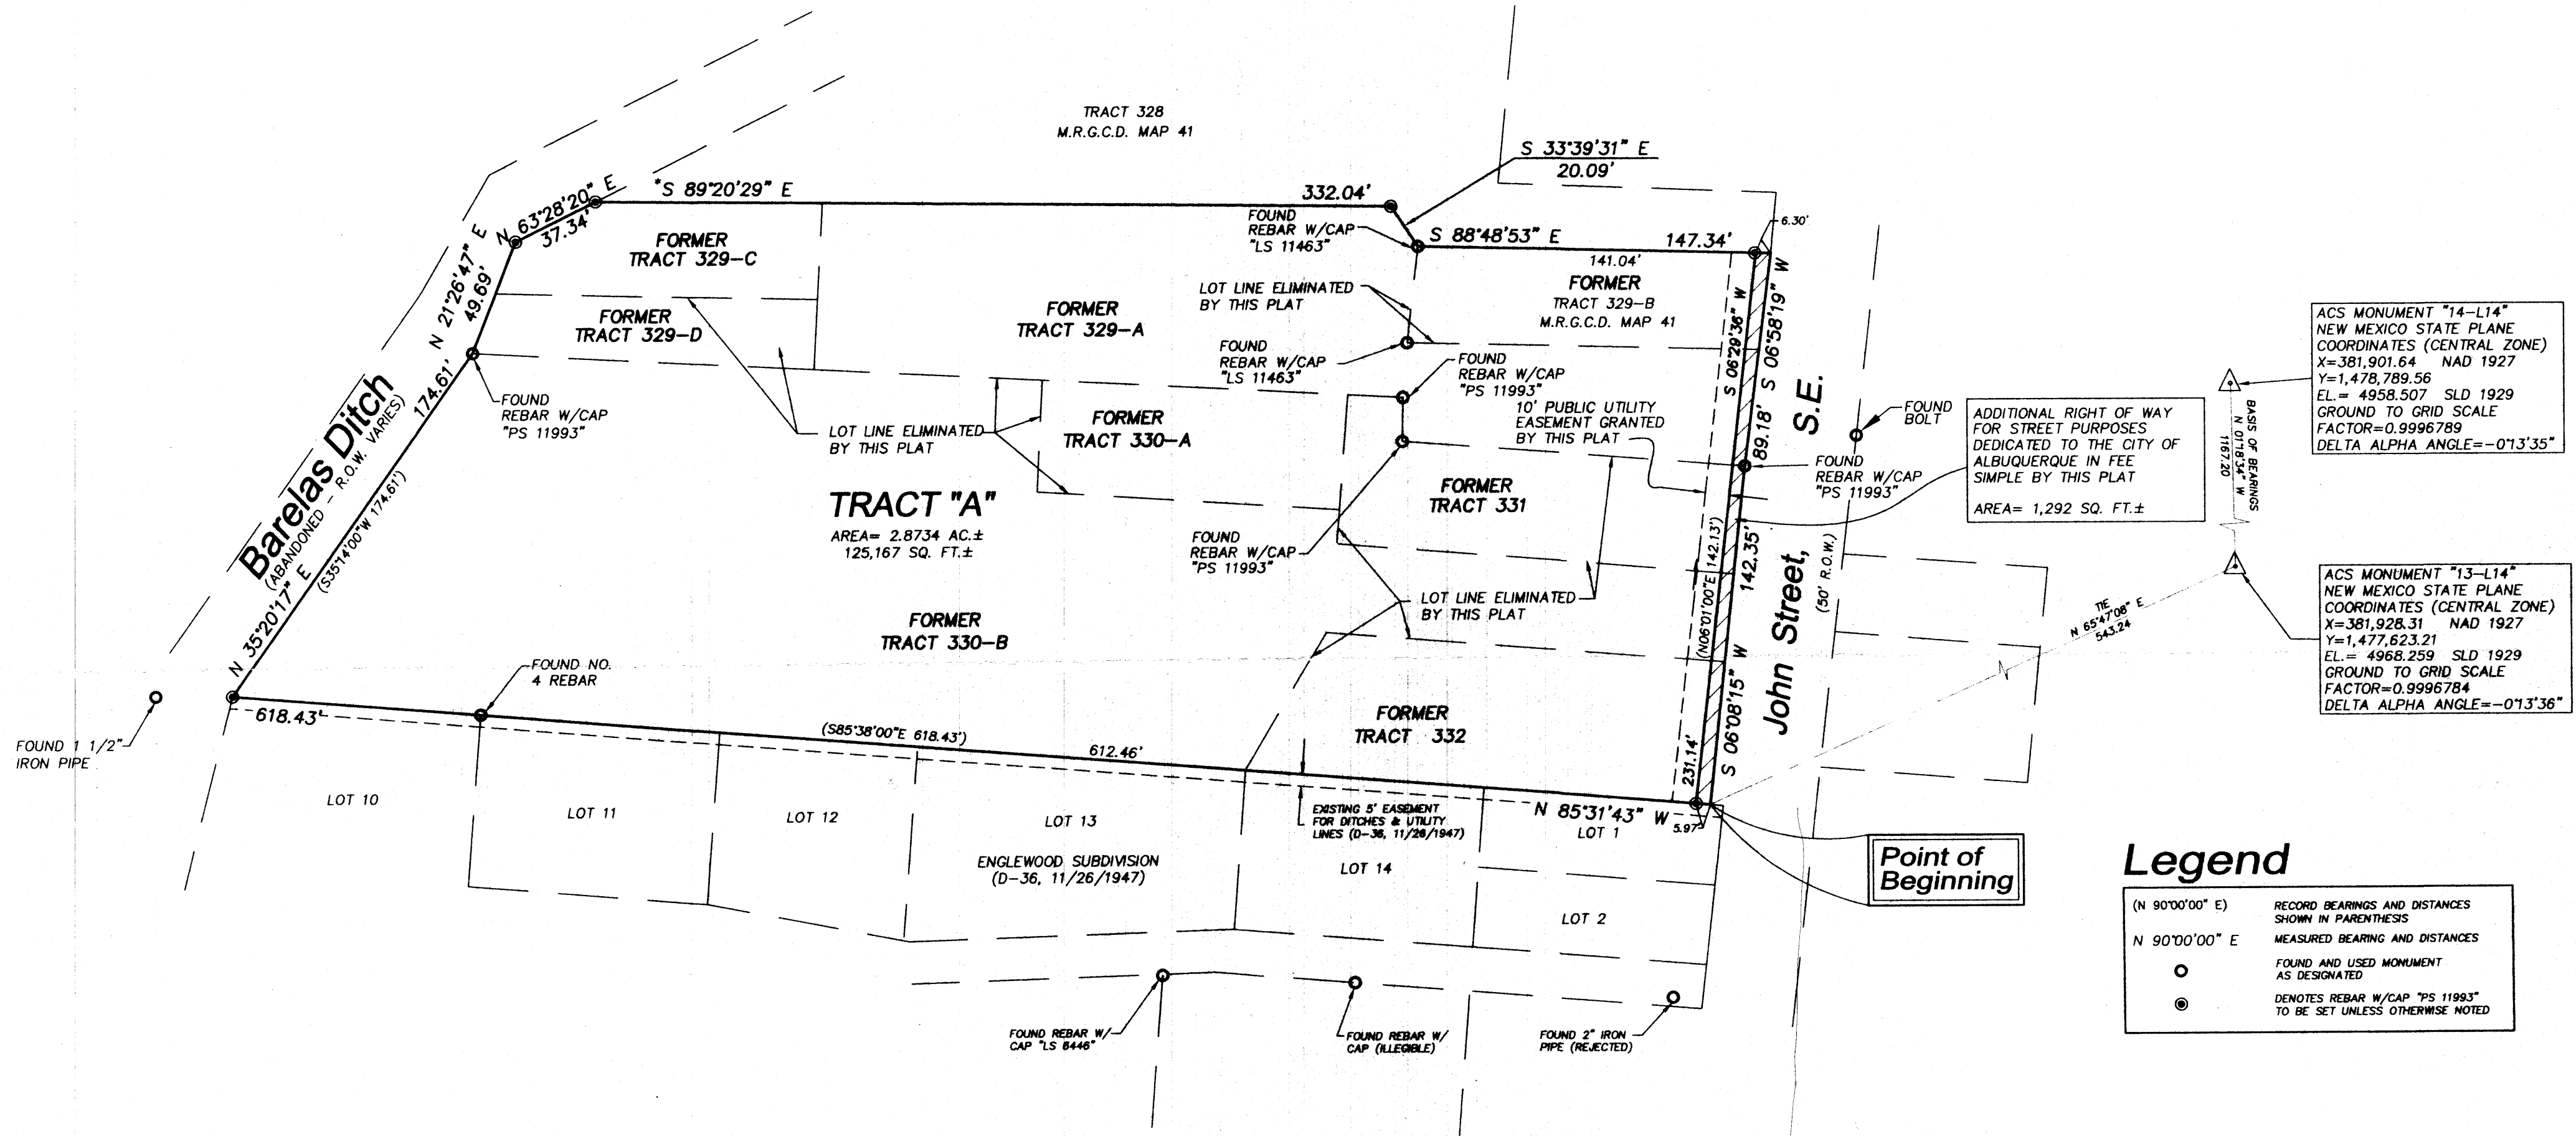 TRACT 328
M.R.G.C.D. MAP 41
S 33°39'31" E
20.09'
N 63°28'20" E
37.34'
*S 89°20'29" E
332.04'
FOUND
REBAR W/CAP
"LS 11463"
S 88°48'53" E
147.34'
141.04'
6.30'
N 21°26'47" E
49.69'
FORMER
TRACT 329-C
FORMER
TRACT 329-D
FORMER
TRACT 329-A
LOT LINE ELIMINATED
BY THIS PLAT
FORMER
TRACT 329-B
M.R.G.C.D. MAP 41
FOUND
REBAR W/CAP
"LS 11463"
FOUND
REBAR W/CAP
"PS 11993"
S 06°29'36" W
S 06°58'19" W
89.18'
10' PUBLIC UTILITY
EASEMENT GRANTED
BY THIS PLAT
FOUND
REBAR W/CAP
"PS 11993"
LOT LINE ELIMINATED
BY THIS PLAT
FORMER
TRACT 330-A
FOUND
BOLT
FOUND
REBAR W/CAP
"PS 11993"
ADDITIONAL RIGHT OF WAY
FOR STREET PURPOSES
DEDICATED TO THE CITY OF
ALBUQUERQUE IN FEE
SIMPLE BY THIS PLAT
AREA= 1,292 SQ. FT.±
ACS MONUMENT "14-L14"
NEW MEXICO STATE PLANE
COORDINATES (CENTRAL ZONE)
X=381,901.64 NAD 1927
Y=1,478,789.56
EL.= 4958.507 SLD 1929
GROUND TO GRID SCALE
FACTOR=0.9996789
DELTA ALPHA ANGLE=-0°13'35"
BASIS OF BEARINGS
N 01°18'34" W
1167.20
Barelas Ditch
(ABANDONED - R.O.W. VARIES)
N 35°20'17" E
174.61'
(S35°14'00"W 174.61')
TRACT "A"
AREA= 2.8734 AC.±
125,167 SQ. FT.±
FORMER
TRACT 331
FOUND
REBAR W/CAP
"PS 11993"
LOT LINE ELIMINATED
BY THIS PLAT
FORMER
TRACT 330-B
(N06°01'00"E 142.13')
142.35'
S 06°08'15" W
231.14'
John Street, S.E.
(50' R.O.W.)
TIE
N 65°47'08" E
543.24
ACS MONUMENT "13-L14"
NEW MEXICO STATE PLANE
COORDINATES (CENTRAL ZONE)
X=381,928.31 NAD 1927
Y=1,477,623.21
EL.= 4968.259 SLD 1929
GROUND TO GRID SCALE
FACTOR=0.9996784
DELTA ALPHA ANGLE=-0°13'36"
FOUND NO.
4 REBAR
FOUND 1 1/2"
IRON PIPE
618.43'
(S85°38'00"E 618.43')
612.46'
FORMER
TRACT 332
N 85°31'43" W
5.97'
EXISTING 5' EASEMENT
FOR DITCHES & UTILITY
LINES (D-36, 11/26/1947)
LOT 10
LOT 11
LOT 12
LOT 13
LOT 14
LOT 1
LOT 2
ENGLEWOOD SUBDIVISION
(D-36, 11/26/1947)
Point of
Beginning
FOUND REBAR W/
CAP "LS 8446"
FOUND REBAR W/
CAP (ILLEGIBLE)
FOUND 2" IRON
PIPE (REJECTED)
Legend
(N 90°00'00" E) RECORD BEARINGS AND DISTANCES
SHOWN IN PARENTHESIS
N 90°00'00" E MEASURED BEARING AND DISTANCES
FOUND AND USED MONUMENT
AS DESIGNATED
DENOTES REBAR W/CAP "PS 11993"
TO BE SET UNLESS OTHERWISE NOTED